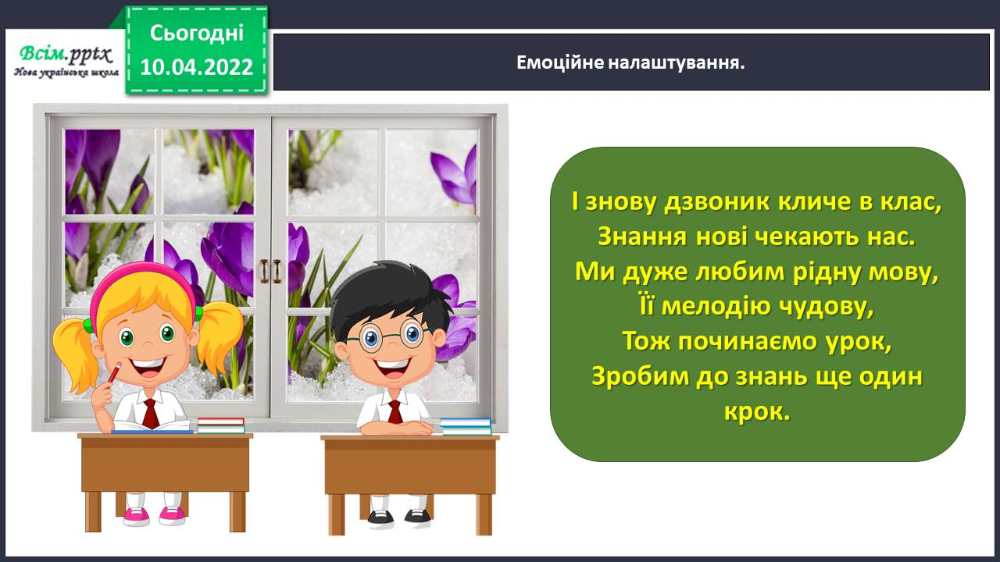 Всім.pptx
Нова українська школа
Сьогодні
10.04.2022
Емоційне налаштування.
І знову дзвоник кличе в клас,
Знання нові чекають нас.
Ми дуже любим рідну мову,
Її мелодію чудову,
Тож починаємо урок,
Зробим до знань ще один
крок.